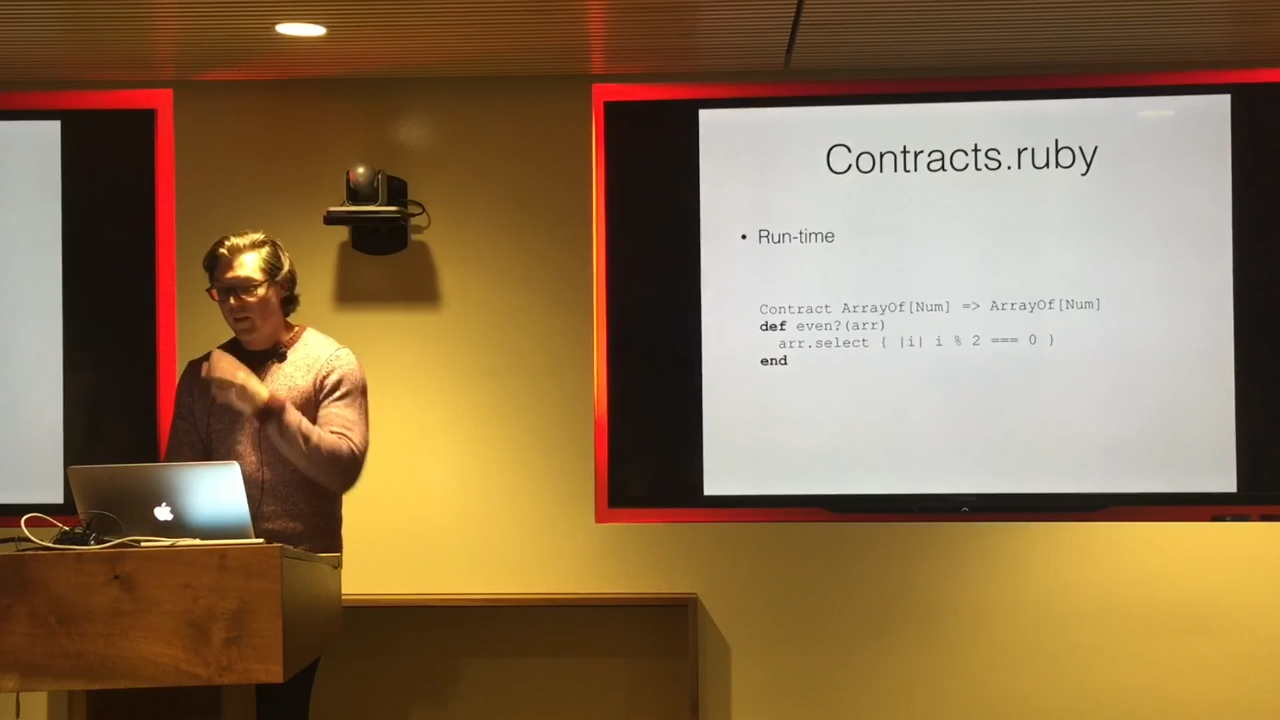 Contracts.ruby
• Run-time
Contract ArrayOf[Num] => ArrayOf[Num]
def even?(arr)
arr.select { |i| i % 2 === 0 }
end